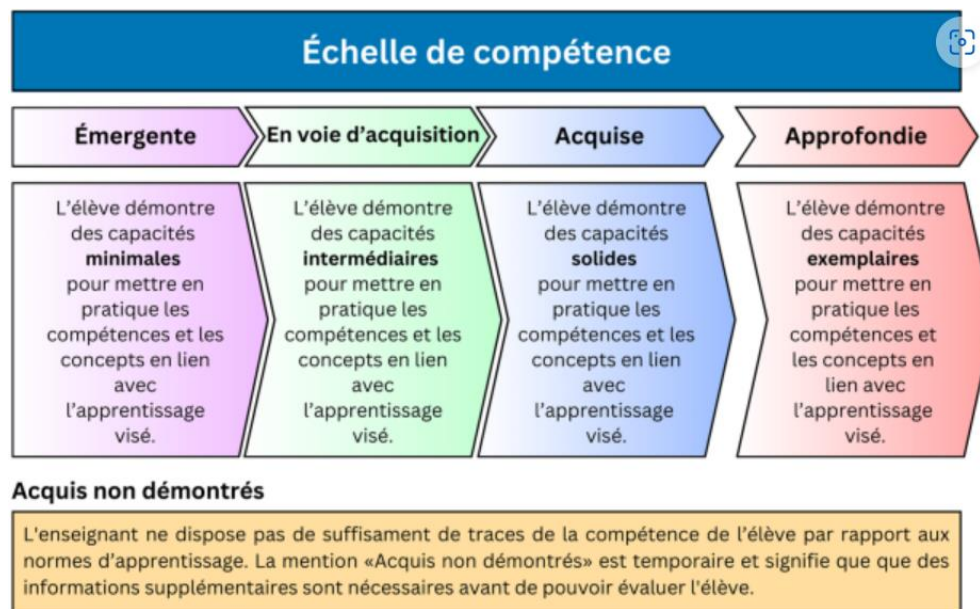 Échelle de compétence
Émergente
En voie d'acquisition
Acquise
Approfondie
L'élève démontre
des capacités
minimales
pour mettre en
pratique les
compétences et les
concepts en lien
avec
l'apprentissage
visé.
L'élève démontre
des capacités
intermédiaires
pour mettre en
pratique les
compétences et les
concepts en lien
avec
l'apprentissage
visé.
L'élève démontre
des capacités
solides
pour mettre en
pratique les
compétences et les
concepts en lien
avec
l'apprentissage
visé.
L'élève démontre
des capacités
exemplaires
pour mettre en
pratique les
compétences et
les concepts en
lien avec
l'apprentissage
visé.
Acquis non démontrés
L'enseignant ne dispose pas de suffisament de traces de la compétence de l'élève par rapport aux
normes d'apprentissage. La mention «Acquis non démontrés» est temporaire et signifie que que des
informations supplémentaires sont nécessaires avant de pouvoir évaluer l'élève.